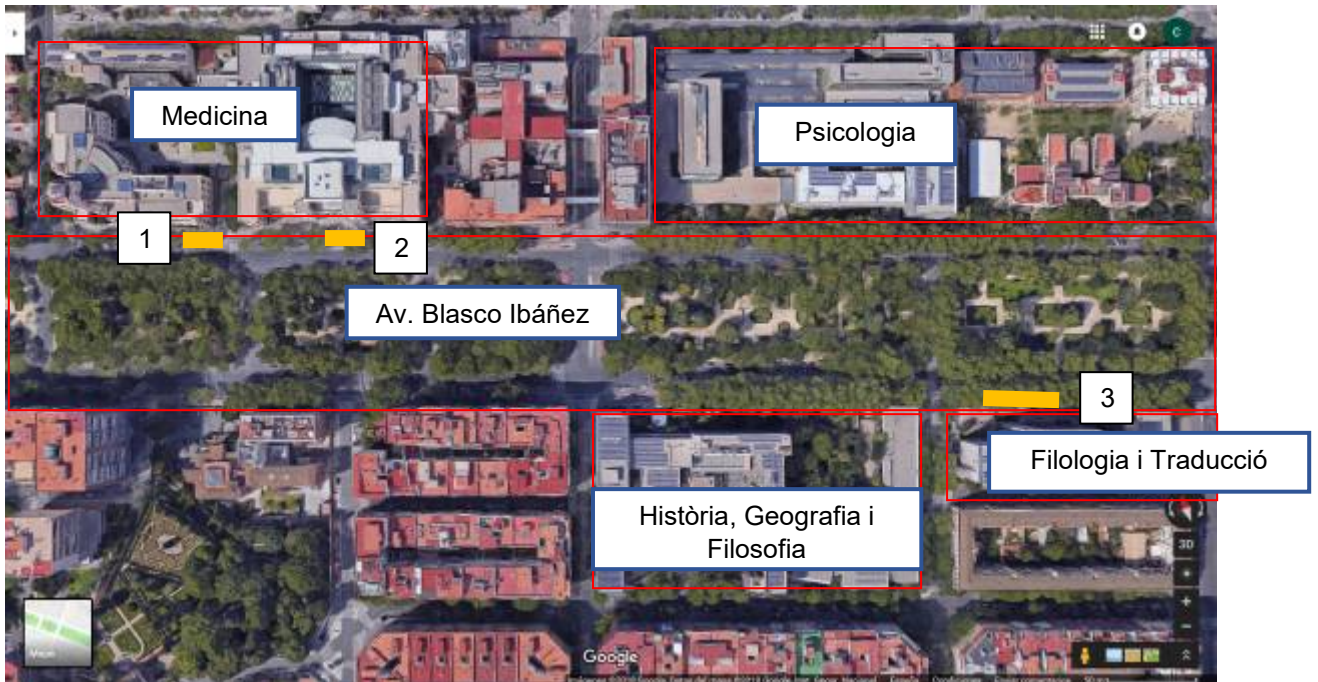 C
Medicina
Psicologia
1
2
Av. Blasco Ibáñez
3
Filologia i Traducció
Història, Geografia i
Filosofia
3D
Google